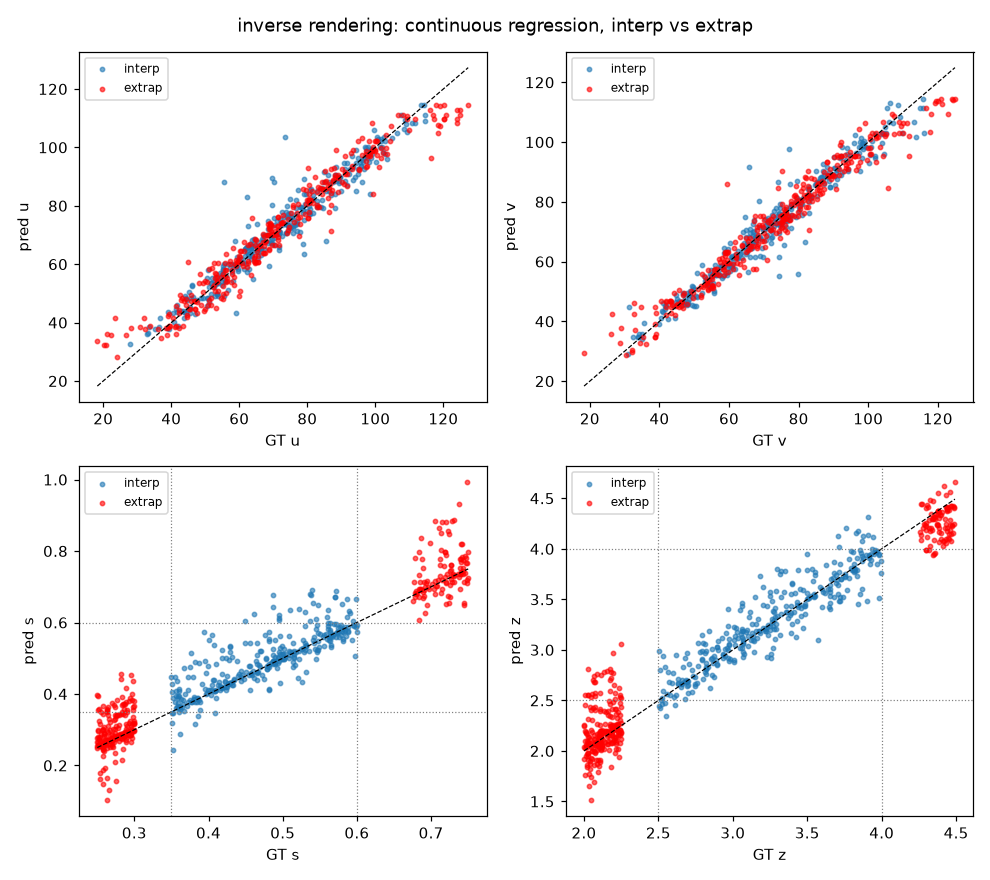 inverse rendering: continuous regression, interp vs extrap
interp
extrap
120
100
80
60
40
20
pred u
20 40 60 80 100 120
GT u
interp
extrap
120
100
80
60
40
20
pred v
20 40 60 80 100 120
GT v
interp
extrap
1.0
0.8
0.6
0.4
0.2
pred s
0.3 0.4 0.5 0.6 0.7
GT s
interp
extrap
4.5
4.0
3.5
3.0
2.5
2.0
1.5
pred z
2.0 2.5 3.0 3.5 4.0 4.5
GT z